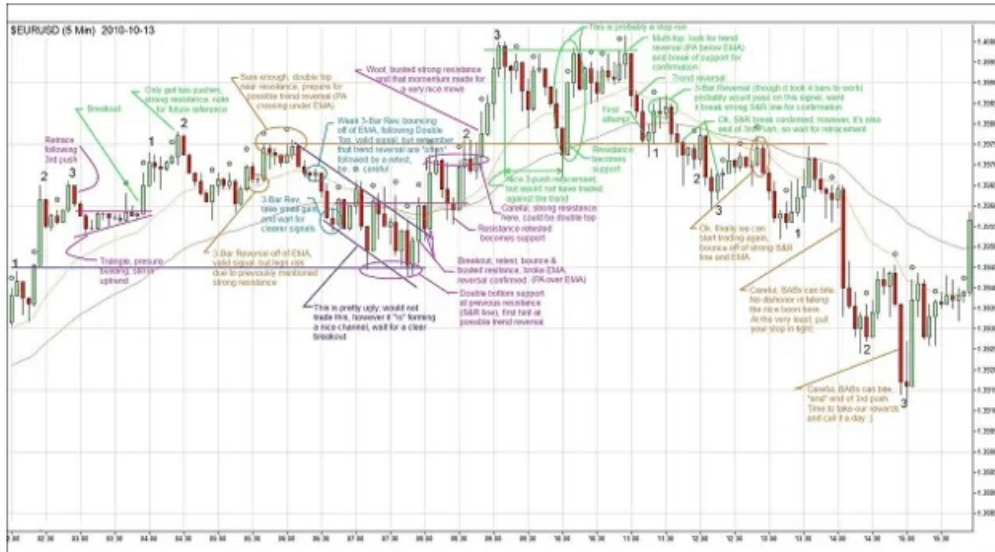 $EURUSD (5 Min) 2010-10-13
This is probably a stop run
Multi-top, look for trend
reversal (PA below EMA)
and break of support for
confirmation
Trend reversal
3-Bar Reversal (though it took 4 bars to work)
probably would pass on this signal, want
it break strong S&R line for confirmation
Ok, S&R break confirmed, however, it's also
end of 3rd push, so wait for retracement
First
attempt
Resistance
becomes
support
Nice 3-push retracement,
but would not have traded
against the trend
Woot, busted strong resistance
and that momentum made for
a very nice move
Sure enough, double top
near resistance, prepare for
possible trend reversal (PA
crossing under EMA)
Only got two pushes,
strong resistance, note
for future reference
Breakout
Retrace
following
3rd push
Weak 3-Bar Rev, bouncing
off of EMA, following Double
Top, valid signal, but remember
that trend reversal are "often"
followed by a retest,
be careful
3-Bar Rev,
take small gain
and wait for
clearer signals
Triangle, presure
building, still in
uptrend
3-Bar Reversal off of EMA,
valid signal, but high risk
due to previously mentioned
strong resistance
This is pretty ugly, would not
trade this, however it "is" forming
a nice channel, wait for a clear
breakout
Careful, strong resistance
here, could be double top
Resistance retested
becomes support
Breakout, retest, bounce &
busted resistance, broke EMA,
reversal confirmed (PA over EMA)
Double bottom support
at previous resistance
(S&R line), first hint at
possible trend reversal
Ok, finally we can
start trading again,
bounce off of strong S&R
line and EMA
Careful, BABs can bite.
No dishonor in taking
the nice gain here
At the very least, pull
your stop in tight.
Careful, BABs can bite
"and" end of 3rd push
Time to take our rewards
and call it a day :)
1
2
3
1
2
2
3
1
2
3
1
2
3